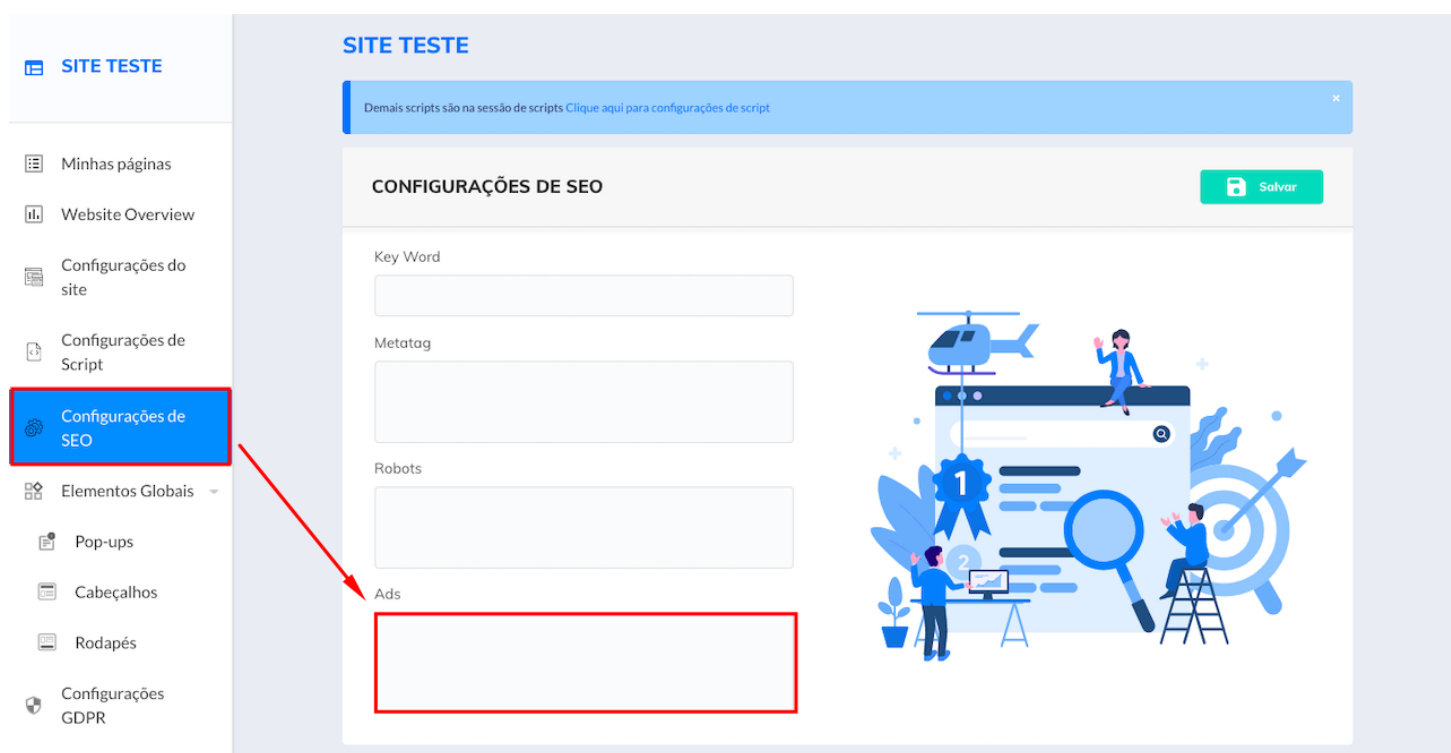 SITE TESTE
Minhas páginas
Website Overview
Configurações do
site
Configurações de
Script
Configurações de
SEO
Elementos Globais
Pop-ups
Cabeçalhos
Rodapés
Configurações
GDPR
SITE TESTE
Demais scripts são na sessão de scripts Clique aqui para configurações de script
×
CONFIGURAÇÕES DE SEO
Salvar
Key Word
Metatag
Robots
Ads
1
2